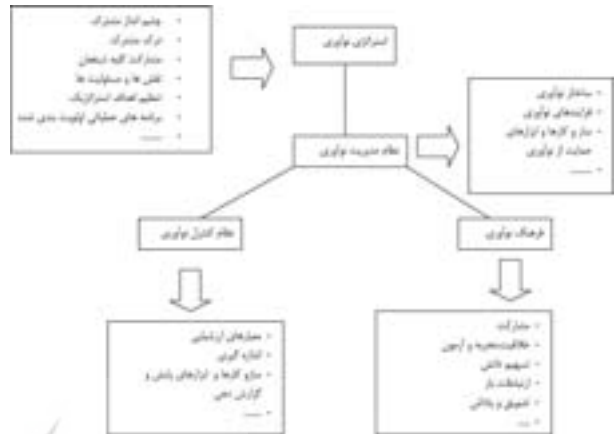 چشم انداز مشترک
درک مشترک
مشارکت کلیه ذینفعان
نقش ها و مسئولیت ها
تنظیم اهداف استراتژیک
برنامه های عملیاتی اولویت بندی شده
......
استراتژی نوآوری
ساختار نوآوری
فرایندهای نوآوری
ساز و کارها و ابزارهای
حمایت از نوآوری
......
نظام مدیریت نوآوری
نظام کنترل نوآوری
فرهنگ نوآوری
معیارهای ارزیابی
اندازه گیری
سازو کارها و ابزارهای پایش و
گزارش دهی
......
مشارکت
خلاقیت، تجربه و آزمون
تسهیم دانش
ارتباطات باز
تشویق و پاداش
....